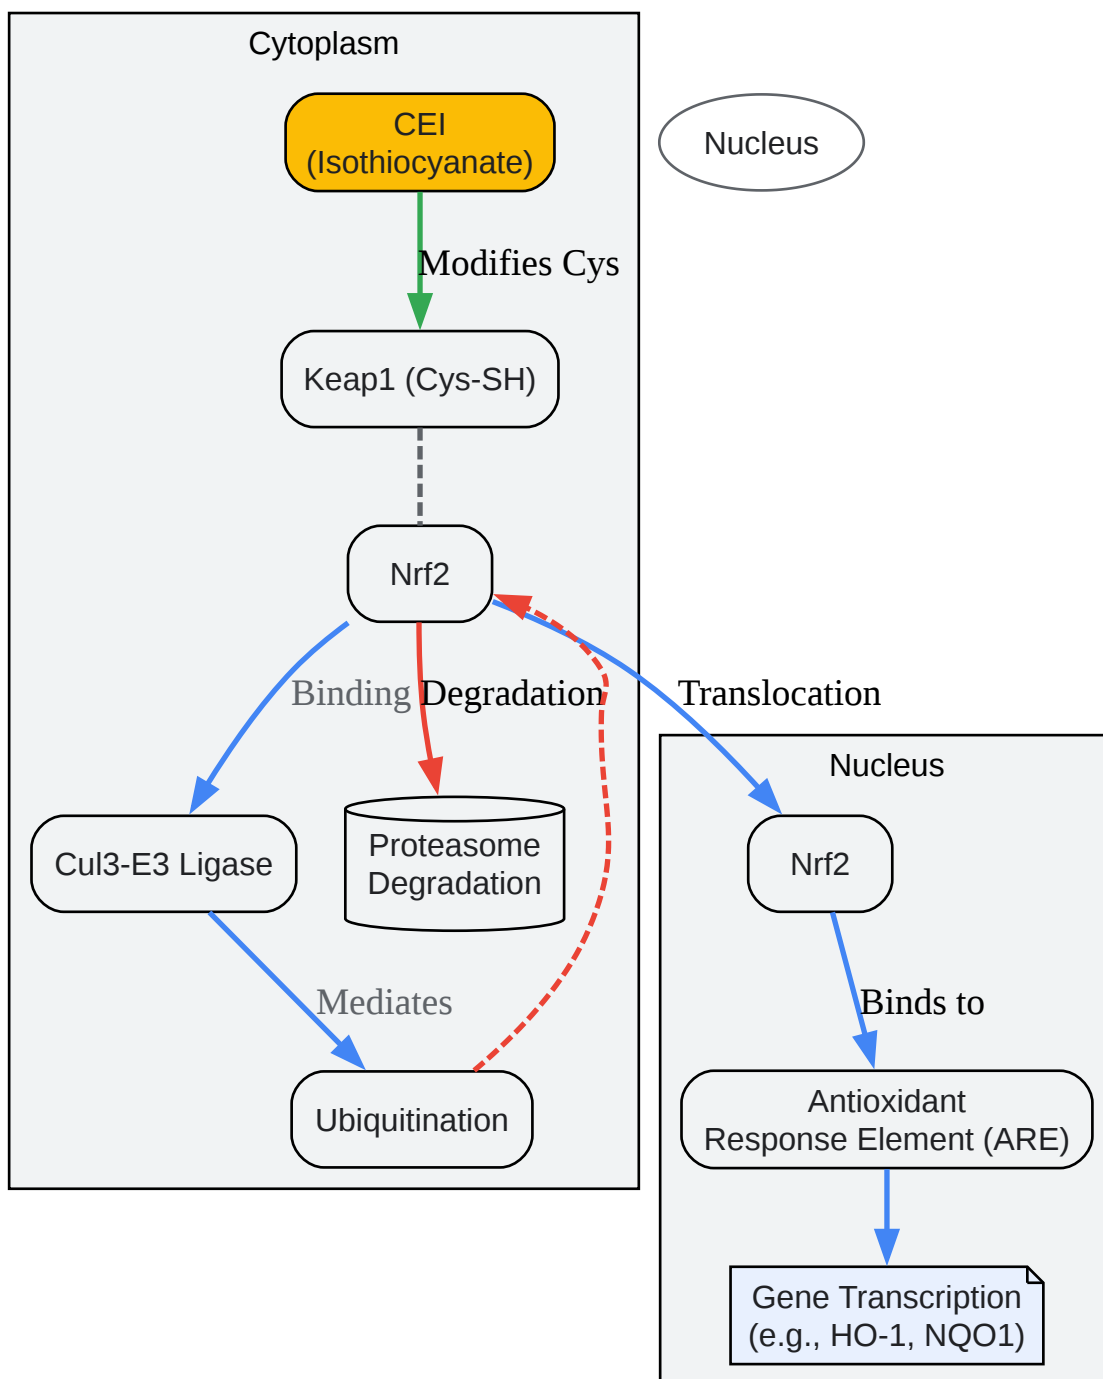 Cytoplasm
CEI
(Isothiocyanate)
Nucleus
Modifies Cys
Keap1 (Cys-SH)
Nrf2
Binding
Degradation
Translocation
Nucleus
Cul3-E3 Ligase
Proteasome
Degradation
Nrf2
Mediates
Binds to
Ubiquitination
Antioxidant
Response Element (ARE)
Gene Transcription
(e.g., HO-1, NQO1)